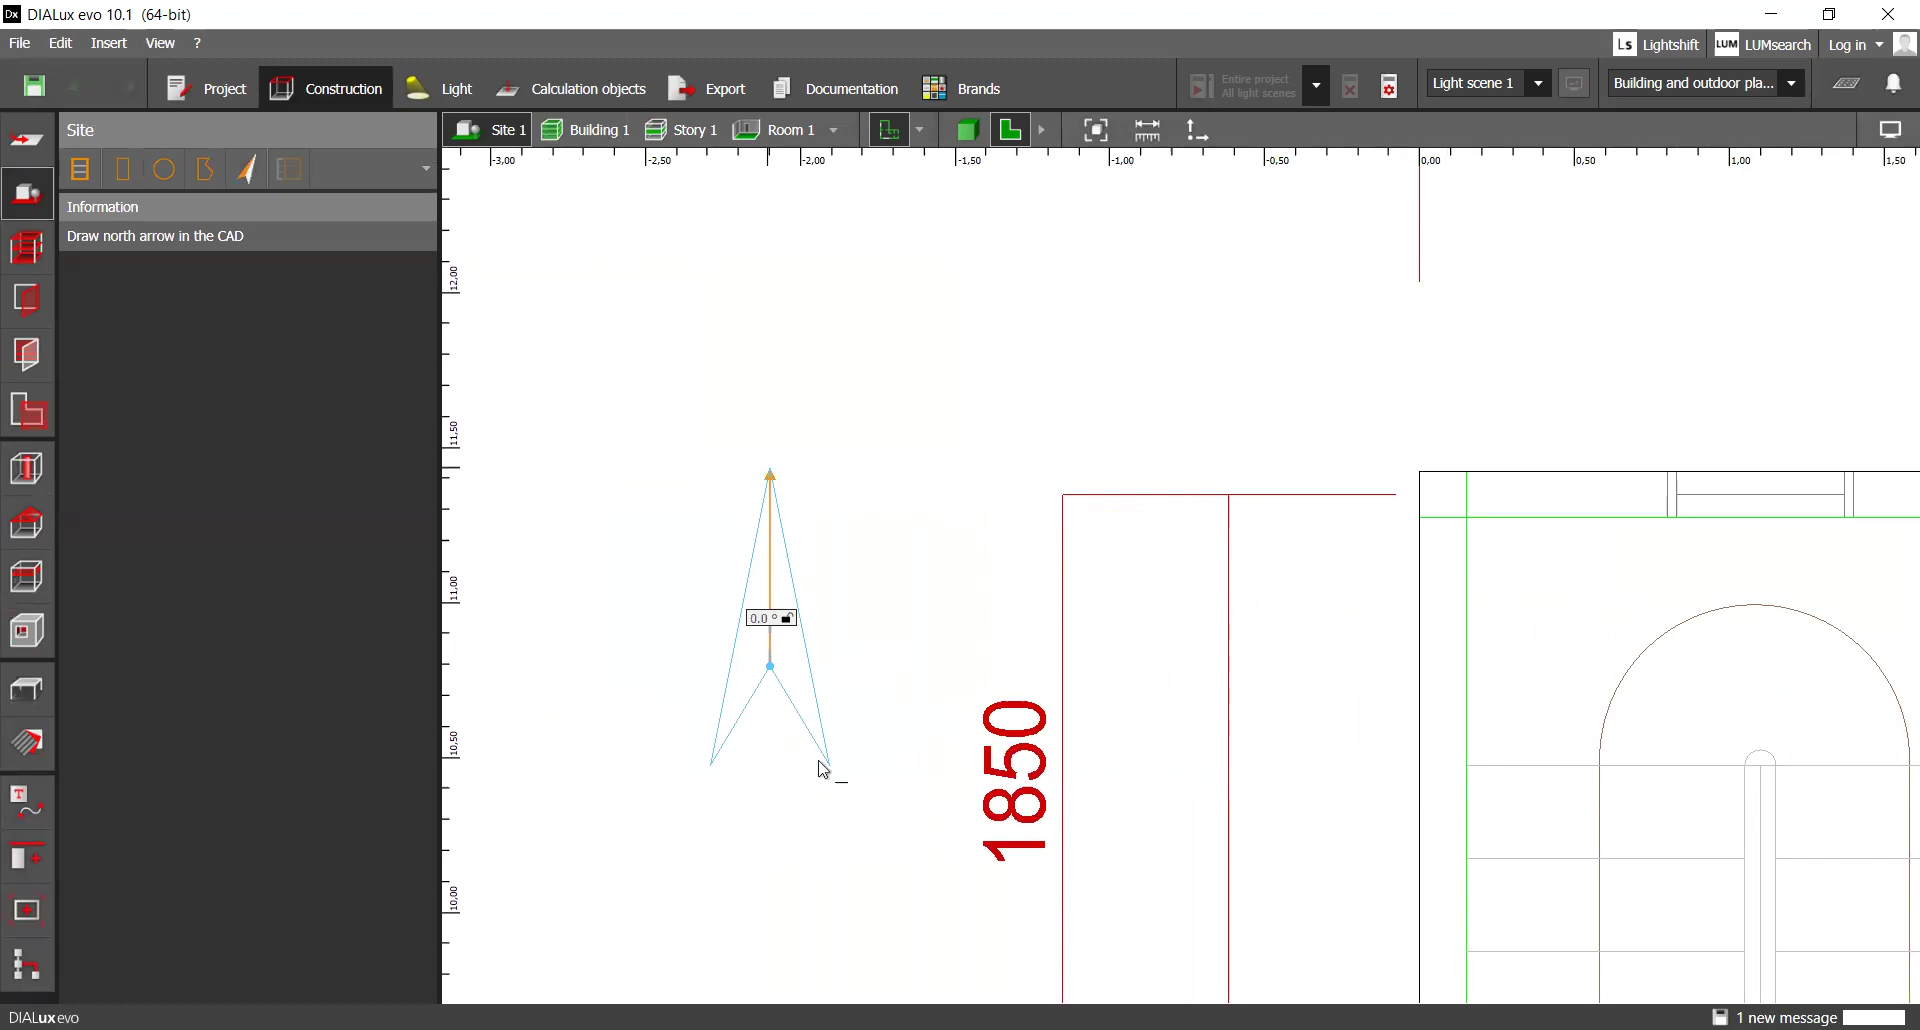 Dx DIALux evo 10.1 (64-bit)
File Edit Insert View ?
Ls Lightshift LUM LUMsearch Log in
Project Construction Light Calculation objects Export Documentation Brands
Entire project
All light scenes
Light scene 1
Building and outdoor pla...
Site
Site 1 Building 1 Story 1 Room 1
-3,00 -2,50 -2,00 -1,50 -1,00 -0,50 0,00 0,50 1,00 1,50
Information
Draw north arrow in the CAD
12,00
11,50
11,00
10,50
10,00
0.0 °
1850
T
DIALux evo
1 new message